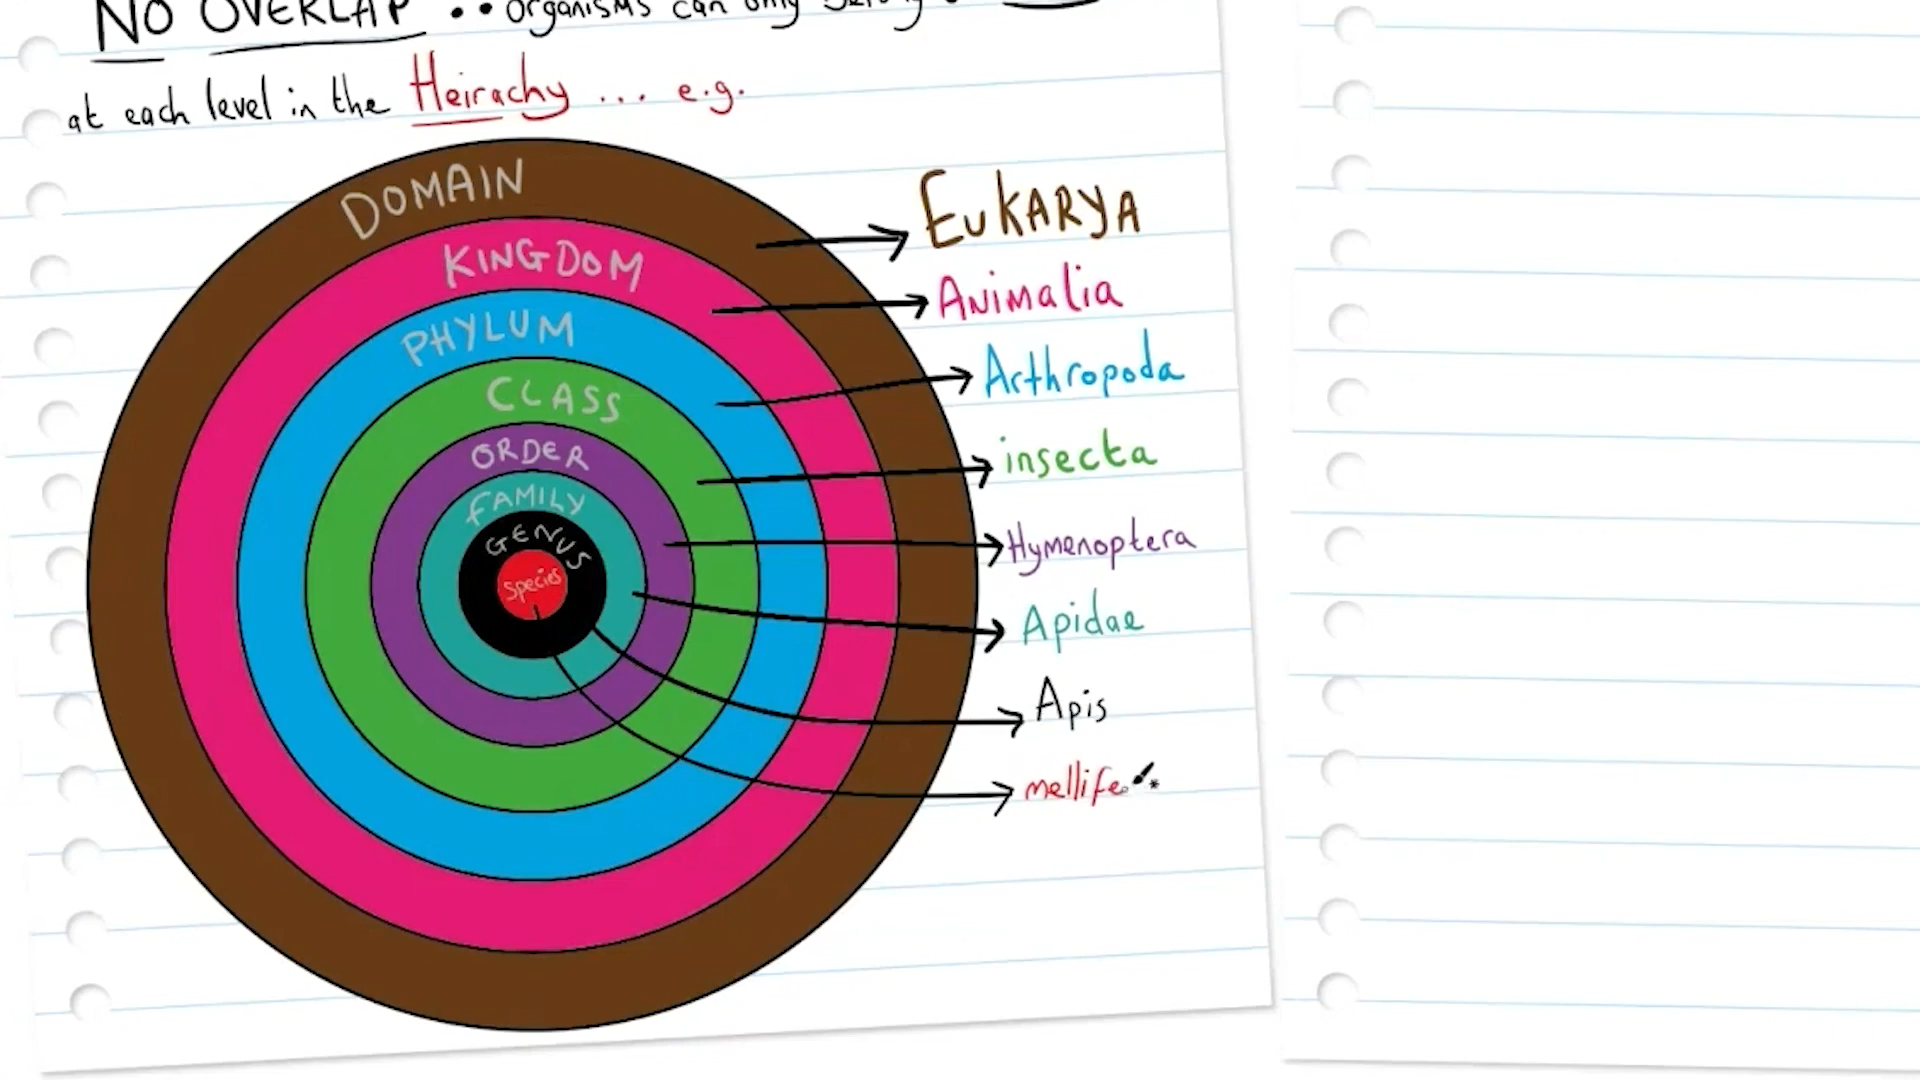 NO OVERLAP •• organisms can only
at each level in the Heirachy ... e.g.
DOMAIN
EuKARYA
KINGDOM
Animalia
PHYLUM
Arthropoda
CLASS
insecta
ORDER
Hymenoptera
FAMILY
Apidae
GENUS
Apis
Species
mellife